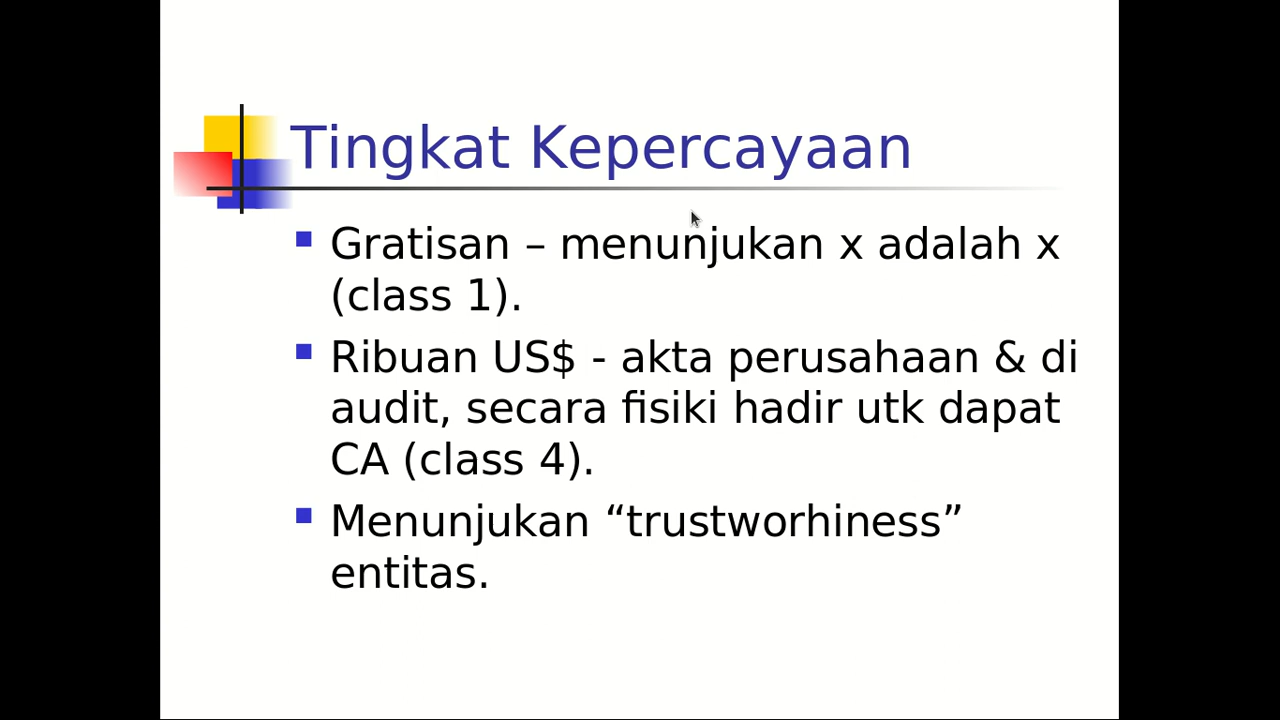 Tingkat Kepercayaan
Gratisan – menunjukan x adalah x
(class 1).
Ribuan US$ - akta perusahaan & di
audit, secara fisiki hadir utk dapat
CA (class 4).
Menunjukan “trustworhiness”
entitas.